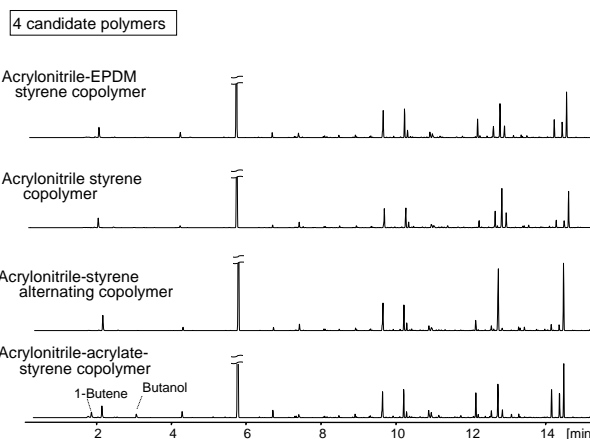 4 candidate polymers
Acrylonitrile-EPDM
styrene copolymer
Acrylonitrile styrene
copolymer
Acrylonitrile-styrene
alternating copolymer
Acrylonitrile-acrylate-
styrene copolymer
1-Butene
Butanol
2 4 6 8 10 12 14 [min